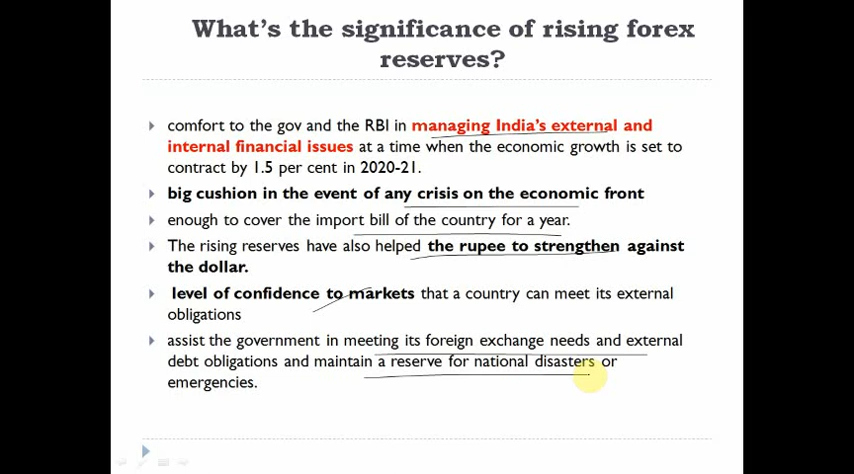 What's the significance of rising forex
reserves?
comfort to the gov and the RBI in managing India's external and
internal financial issues at a time when the economic growth is set to
contract by 1.5 per cent in 2020-21.
big cushion in the event of any crisis on the economic front
enough to cover the import bill of the country for a year.
The rising reserves have also helped the rupee to strengthen against
the dollar.
level of confidence to markets that a country can meet its external
obligations
assist the government in meeting its foreign exchange needs and external
debt obligations and maintain a reserve for national disasters or
emergencies.